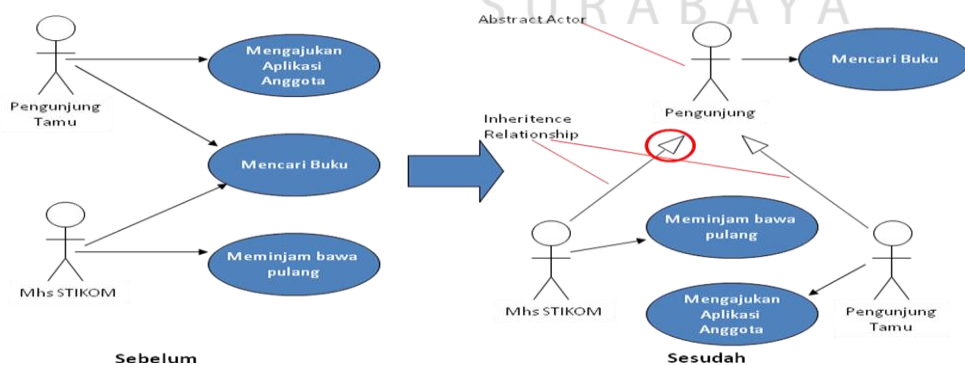 SURABAYA
Pengunjung
Tamu
Mengajukan
Aplikasi
Anggota
Mencari Buku
Mhs STIKOM
Meminjam bawa
pulang
Sebelum
Abstract Actor
Pengunjung
Mencari Buku
Inheritence
Relationship
Mhs STIKOM
Meminjam bawa
pulang
Mengajukan
Aplikasi
Anggota
Pengunjung
Tamu
Sesudah